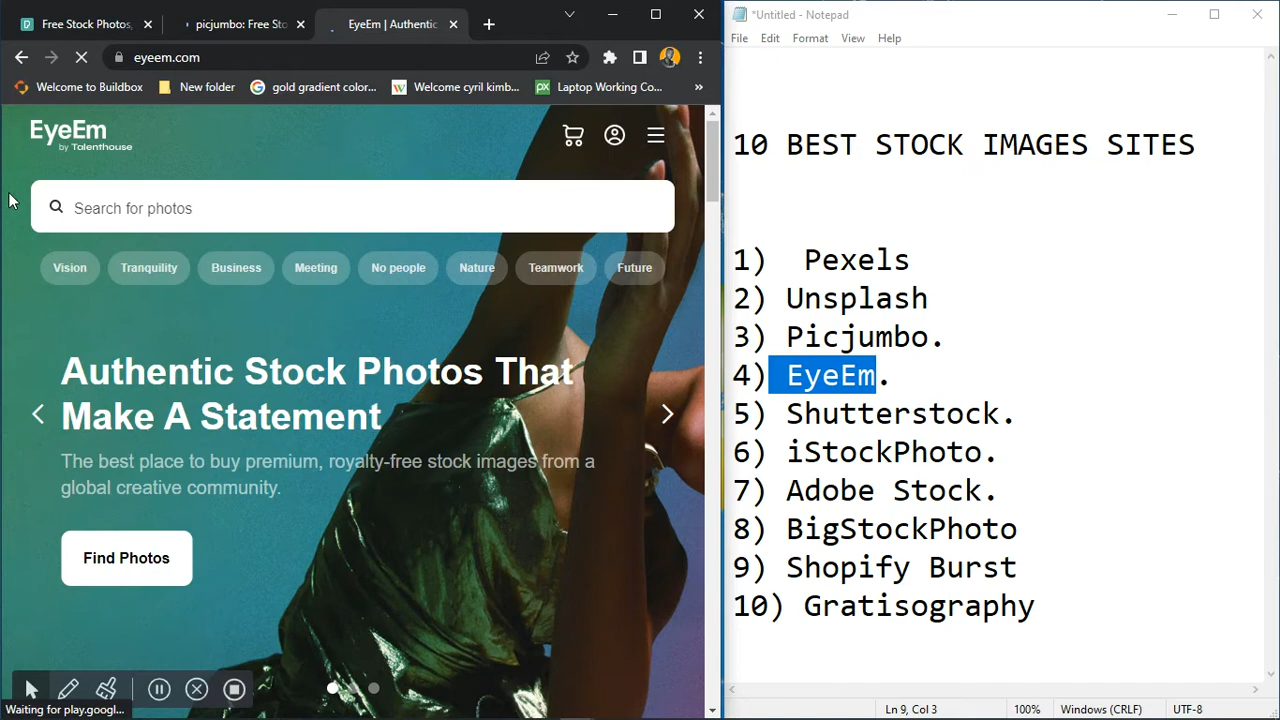 Free Stock Photos
picjumbo: Free Sto
EyeEm | Authentic
eyeem.com
Welcome to Buildbox
New folder
gold gradient color...
Welcome cyril kimb...
Laptop Working Co...
»
EyeEm
by Talenthouse
Search for photos
Vision
Tranquility
Business
Meeting
No people
Nature
Teamwork
Future
Authentic Stock Photos That
Make A Statement
The best place to buy premium, royalty-free stock images from a
global creative community.
Find Photos
Waiting for play.googl...
*Untitled - Notepad
File Edit Format View Help
10 BEST STOCK IMAGES SITES
1)  Pexels
2) Unsplash
3) Picjumbo.
4) EyeEm.
5) Shutterstock.
6) iStockPhoto.
7) Adobe Stock.
8) BigStockPhoto
9) Shopify Burst
10) Gratisography
Ln 9, Col 3
100%
Windows (CRLF)
UTF-8